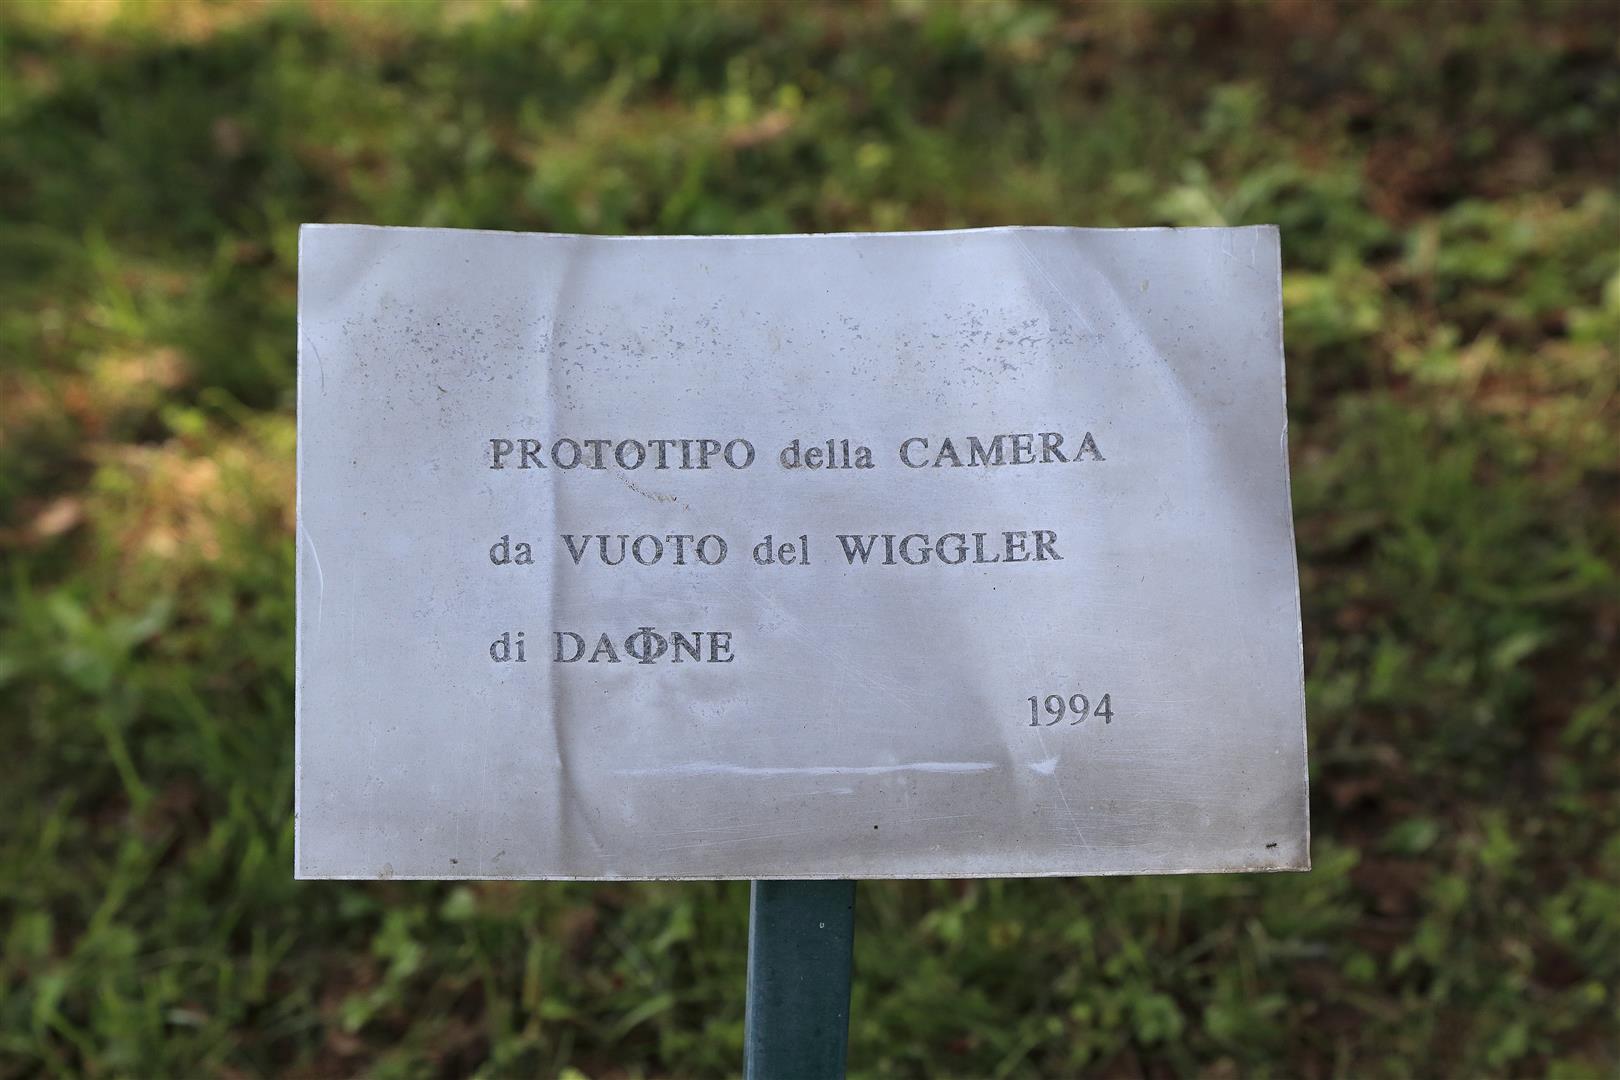 PROTOTIPO della CAMERA
da VUOTO del WIGGLER
di DAΦNE
1994